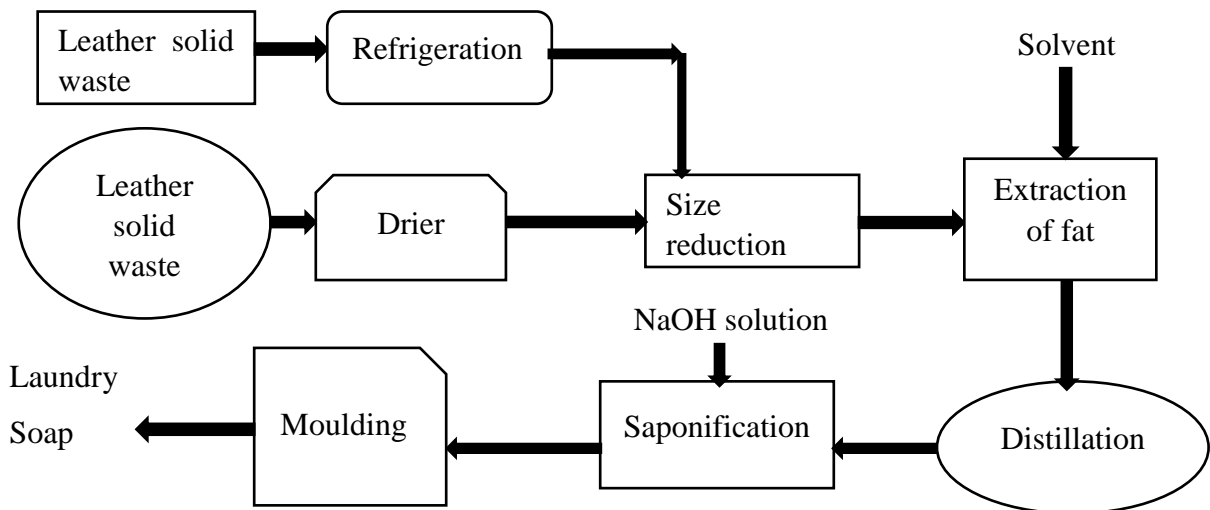 Leather solid
waste
Refrigeration
Solvent
Leather
solid
waste
Drier
Size
reduction
Extraction
of fat
NaOH solution
Laundry
Soap
Moulding
Saponification
Distillation